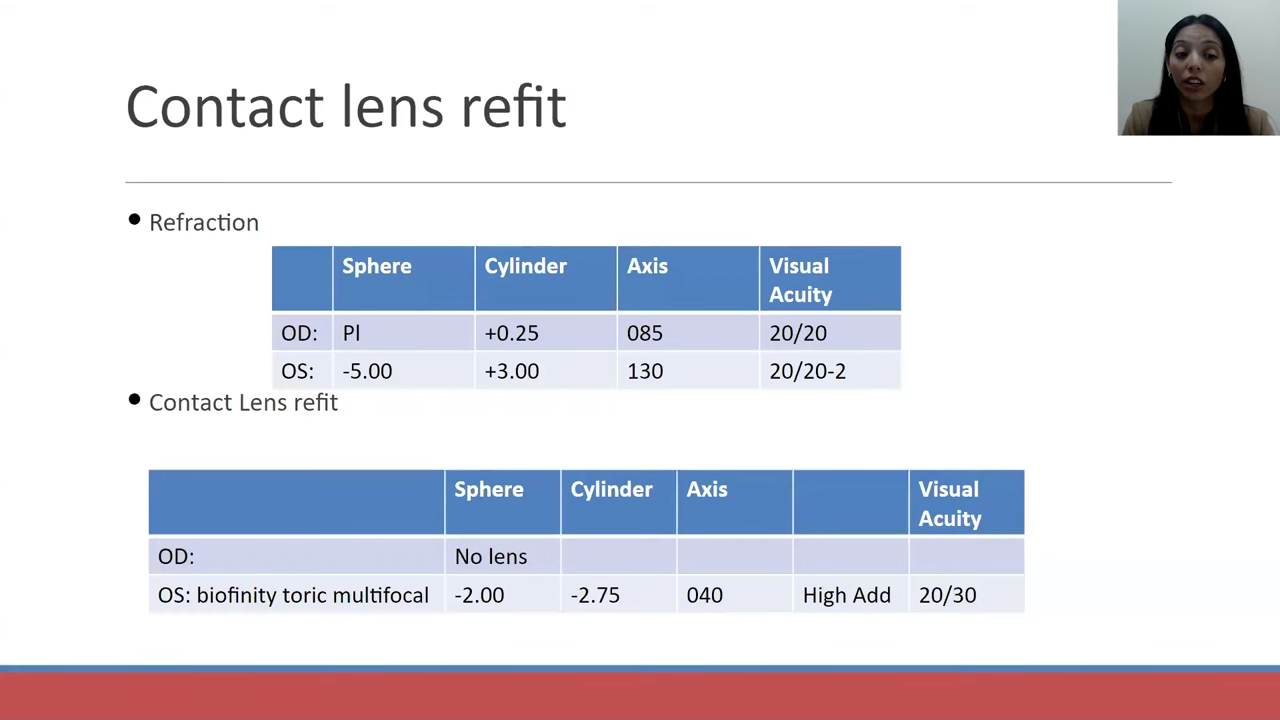 Contact lens refit
• Refraction
Sphere Cylinder Axis Visual Acuity
OD: Pl +0.25 085 20/20
OS: -5.00 +3.00 130 20/20-2
• Contact Lens refit
Sphere Cylinder Axis Visual Acuity
OD: No lens
OS: biofinity toric multifocal -2.00 -2.75 040 High Add 20/30